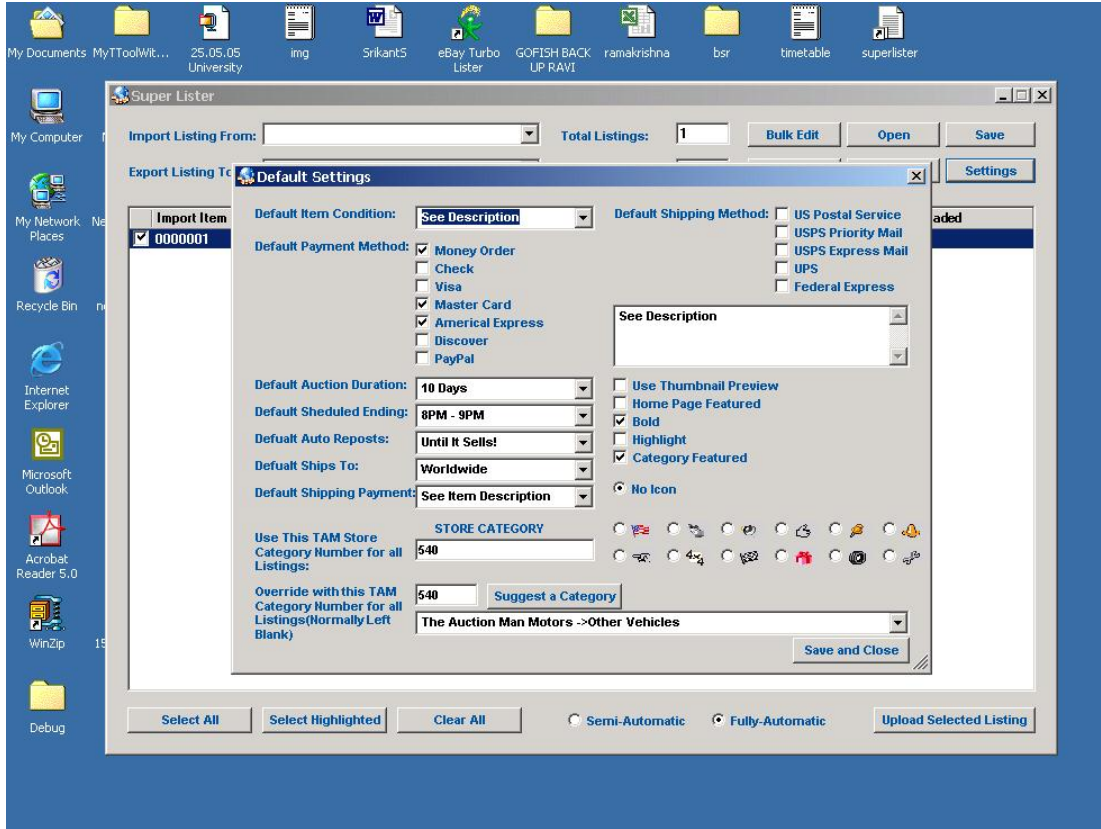 My Documents
MyTToolWit...
25.05.05
University
img
Srikant5
eBay Turbo
Lister
GOFISH BACK
UP RAVI
ramakrishna
bsr
timetable
superlister
My Computer
My Network
Places
Recycle Bin
Internet
Explorer
Microsoft
Outlook
Acrobat
Reader 5.0
WinZip
Debug
Super Lister
Import Listing From:
Total Listings:
1
Bulk Edit
Open
Save
Export Listing To
Settings
Import Item
0000001
Default Settings
Default Item Condition:
See Description
Default Payment Method:
Money Order
Check
Visa
Master Card
Americal Express
Discover
PayPal
Default Shipping Method:
US Postal Service
USPS Priority Mail
USPS Express Mail
UPS
Federal Express
See Description
Default Auction Duration:
10 Days
Default Sheduled Ending:
8PM - 9PM
Defualt Auto Reposts:
Until It Sells!
Defualt Ships To:
Worldwide
Default Shipping Payment:
See Item Description
Use Thumbnail Preview
Home Page Featured
Bold
Highlight
Category Featured
No Icon
STORE CATEGORY
Use This TAM Store
Category Number for all
Listings:
540
4x4
Override with this TAM
Category Number for all
Listings(Normally Left
Blank)
540
Suggest a Category
The Auction Man Motors ->Other Vehicles
Save and Close
Select All
Select Highlighted
Clear All
Semi-Automatic
Fully-Automatic
Upload Selected Listing